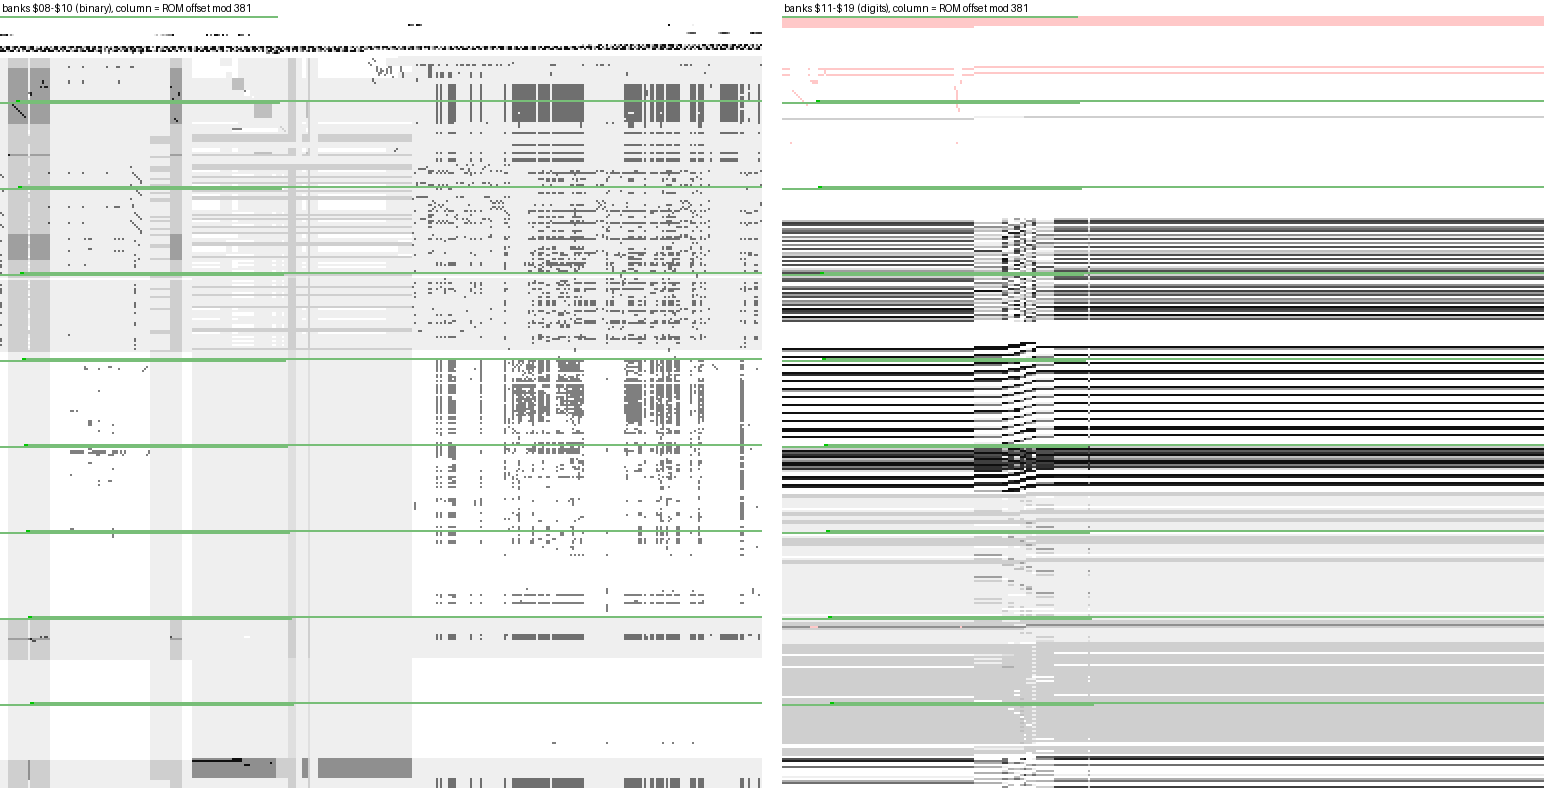 banks $08-$10 (binary), column = ROM offset mod 381
banks $11-$19 (digits), column = ROM offset mod 381